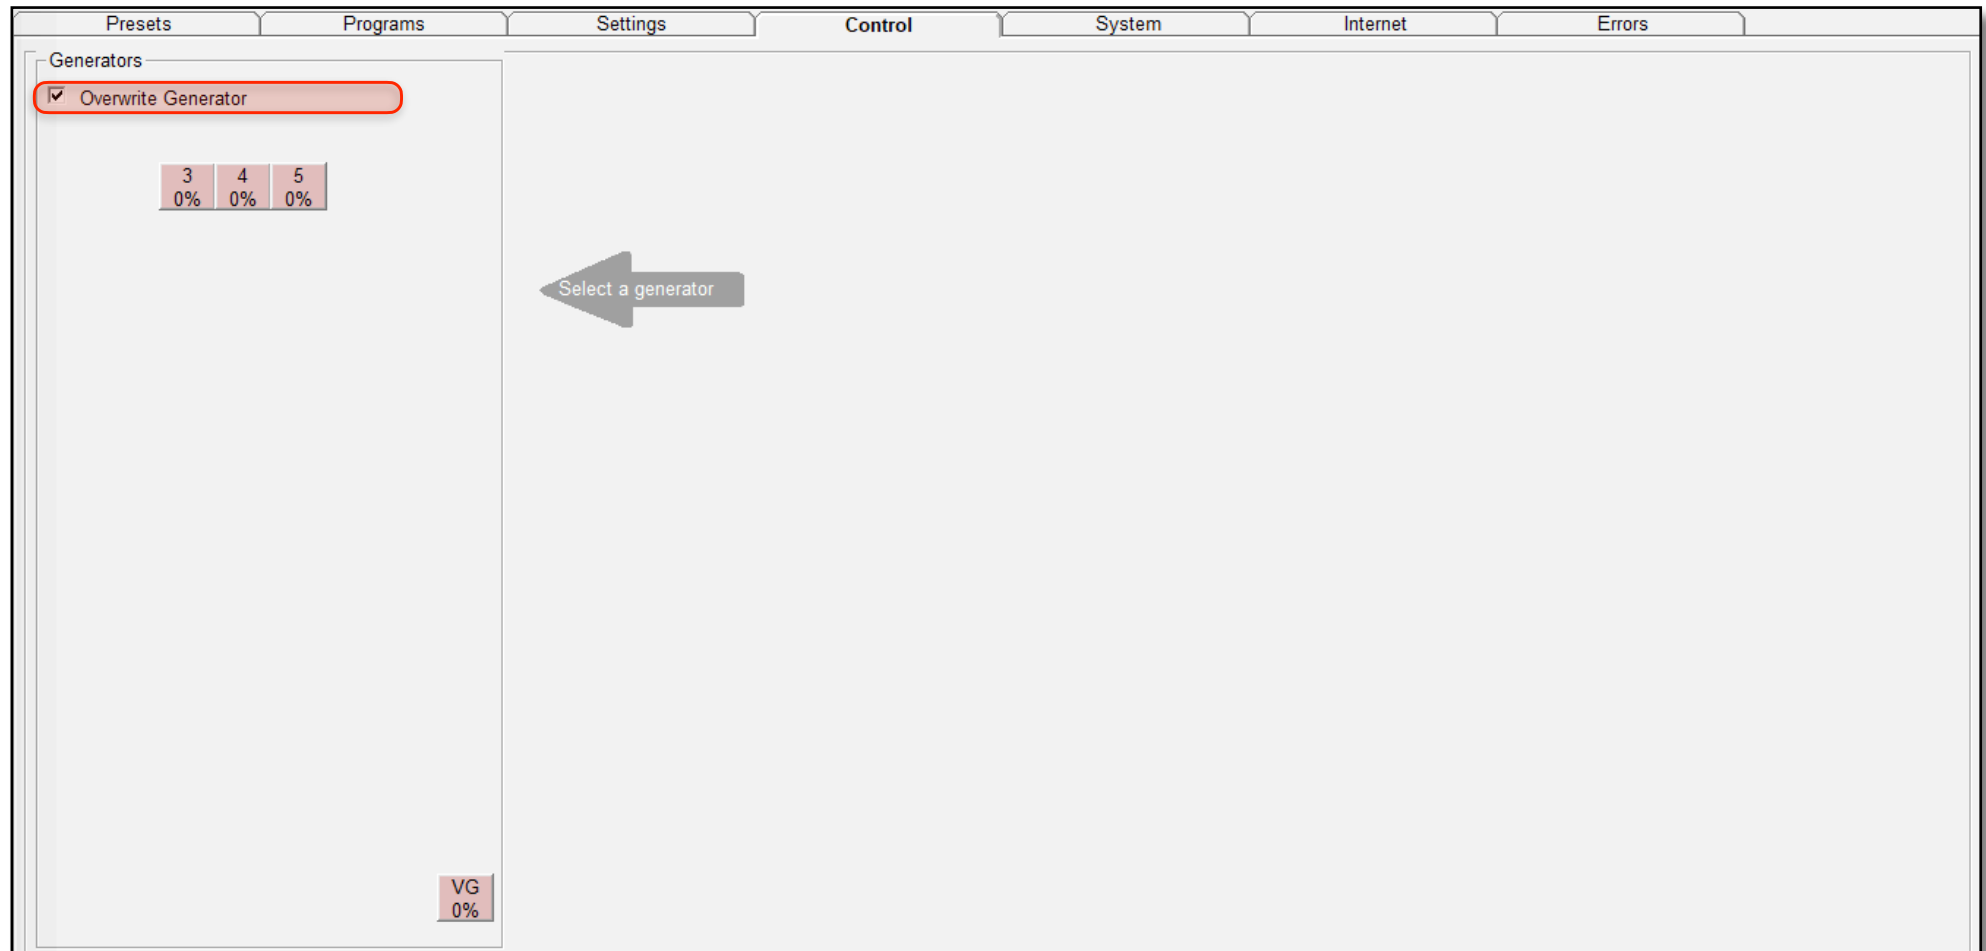 Presets Programs Settings Control System Internet Errors
Generators
Overwrite Generator
3 4 5
0% 0% 0%
Select a generator
VG
0%